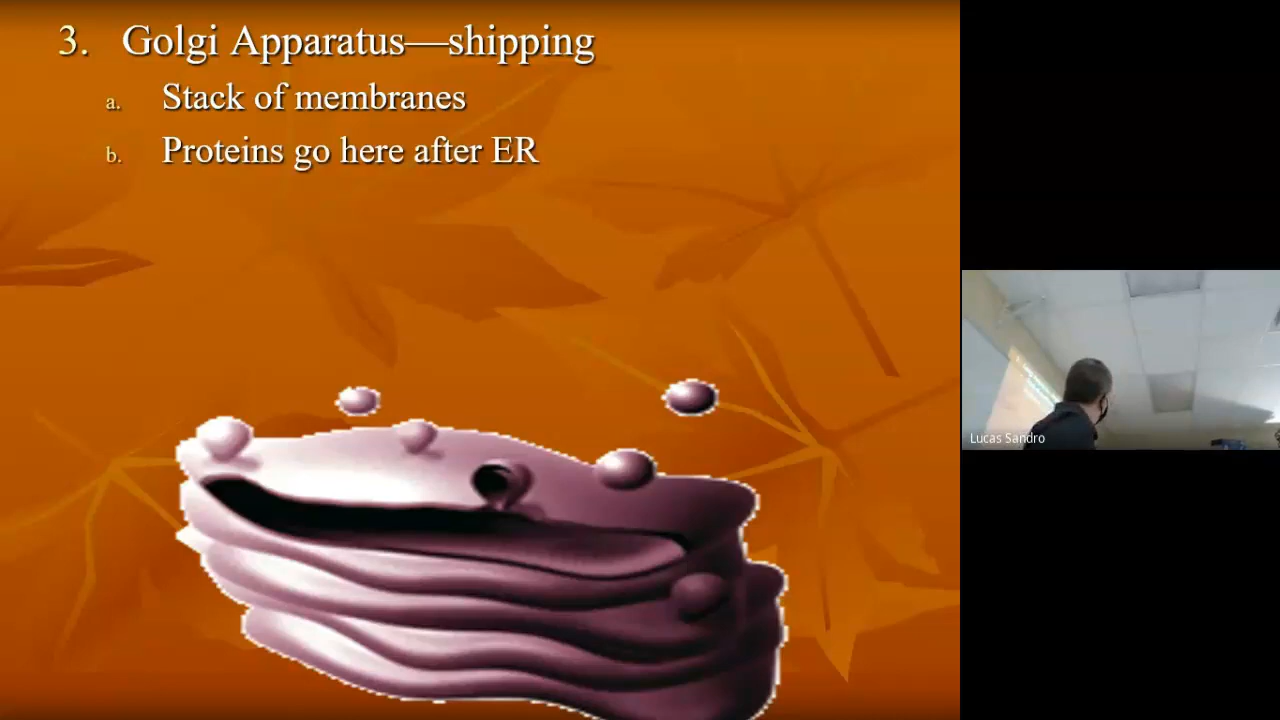 3. Golgi Apparatus—shipping
a. Stack of membranes
b. Proteins go here after ER
Lucas Sandro